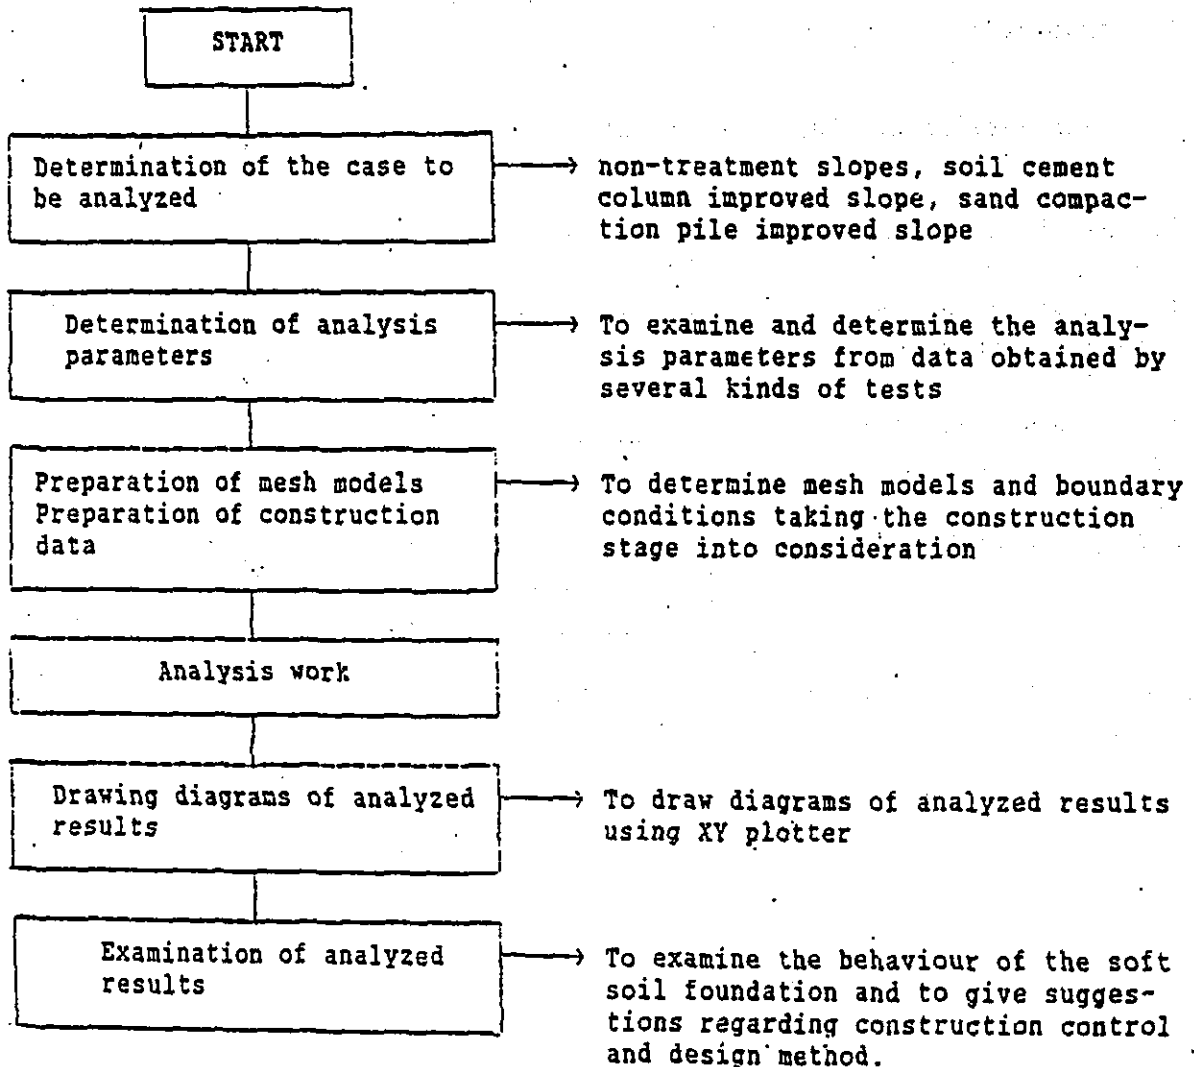 START
Determination of the case to
be analyzed
non-treatment slopes, soil cement
column improved slope, sand compac-
tion pile improved slope
Determination of analysis
parameters
To examine and determine the analy-
sis parameters from data obtained by
several kinds of tests
Preparation of mesh models
Preparation of construction
data
To determine mesh models and boundary
conditions taking the construction
stage into consideration
Analysis work
Drawing diagrams of analyzed
results
To draw diagrams of analyzed results
using XY plotter
Examination of analyzed
results
To examine the behaviour of the soft
soil foundation and to give sugges-
tions regarding construction control
and design method.